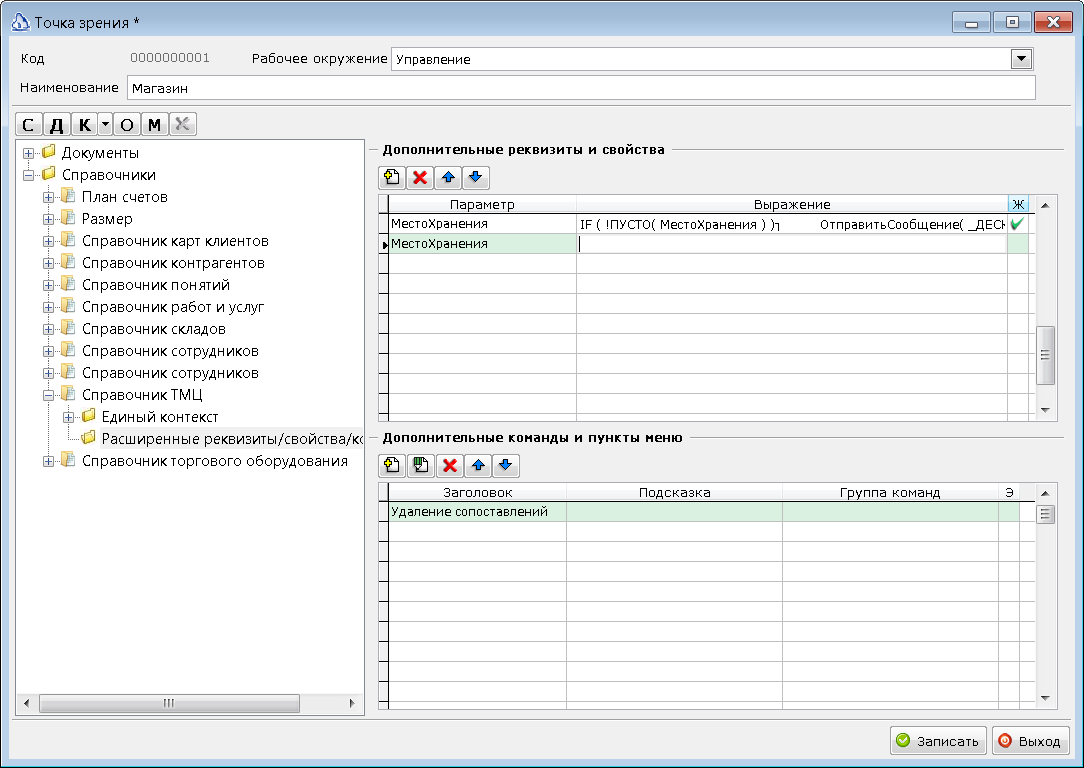 Точка зрения *
Код 0000000001 Рабочее окружение Управление
Наименование Магазин
С Д К О М
Документы
Справочники
План счетов
Размер
Справочник карт клиентов
Справочник контрагентов
Справочник понятий
Справочник работ и услуг
Справочник складов
Справочник сотрудников
Справочник сотрудников
Справочник ТМЦ
Единый контекст
Расширенные реквизиты/свойства/ко
Справочник торгового оборудования
Дополнительные реквизиты и свойства
Параметр Выражение Ж
МестоХранения IF ( !ПУСТО( МестоХранения ) )┐ ОтправитьСообщение( _ДЕСК
МестоХранения
Дополнительные команды и пункты меню
Заголовок Подсказка Группа команд Э
Удаление сопоставлений
Записать Выход